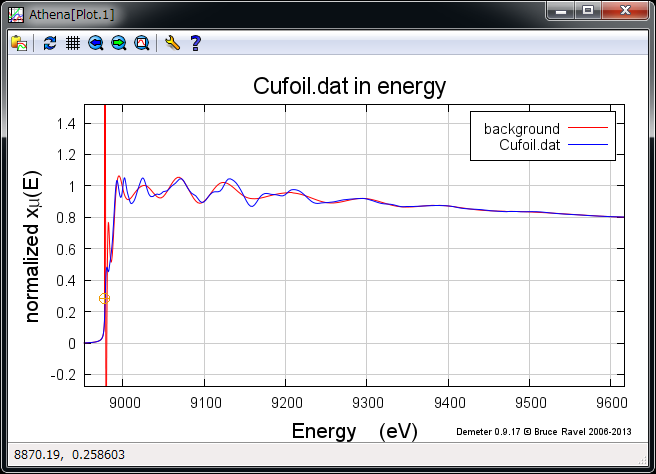 Athena[Plot.1]
Cufoil.dat in energy
background
Cufoil.dat
normalized xμ(E)
1.4
1.2
1
0.8
0.6
0.4
0.2
0
-0.2
9000
9100
9200
9300
9400
9500
9600
Energy (eV)
Demeter 0.9.17 © Bruce Ravel 2006-2013
8870.19, 0.258603